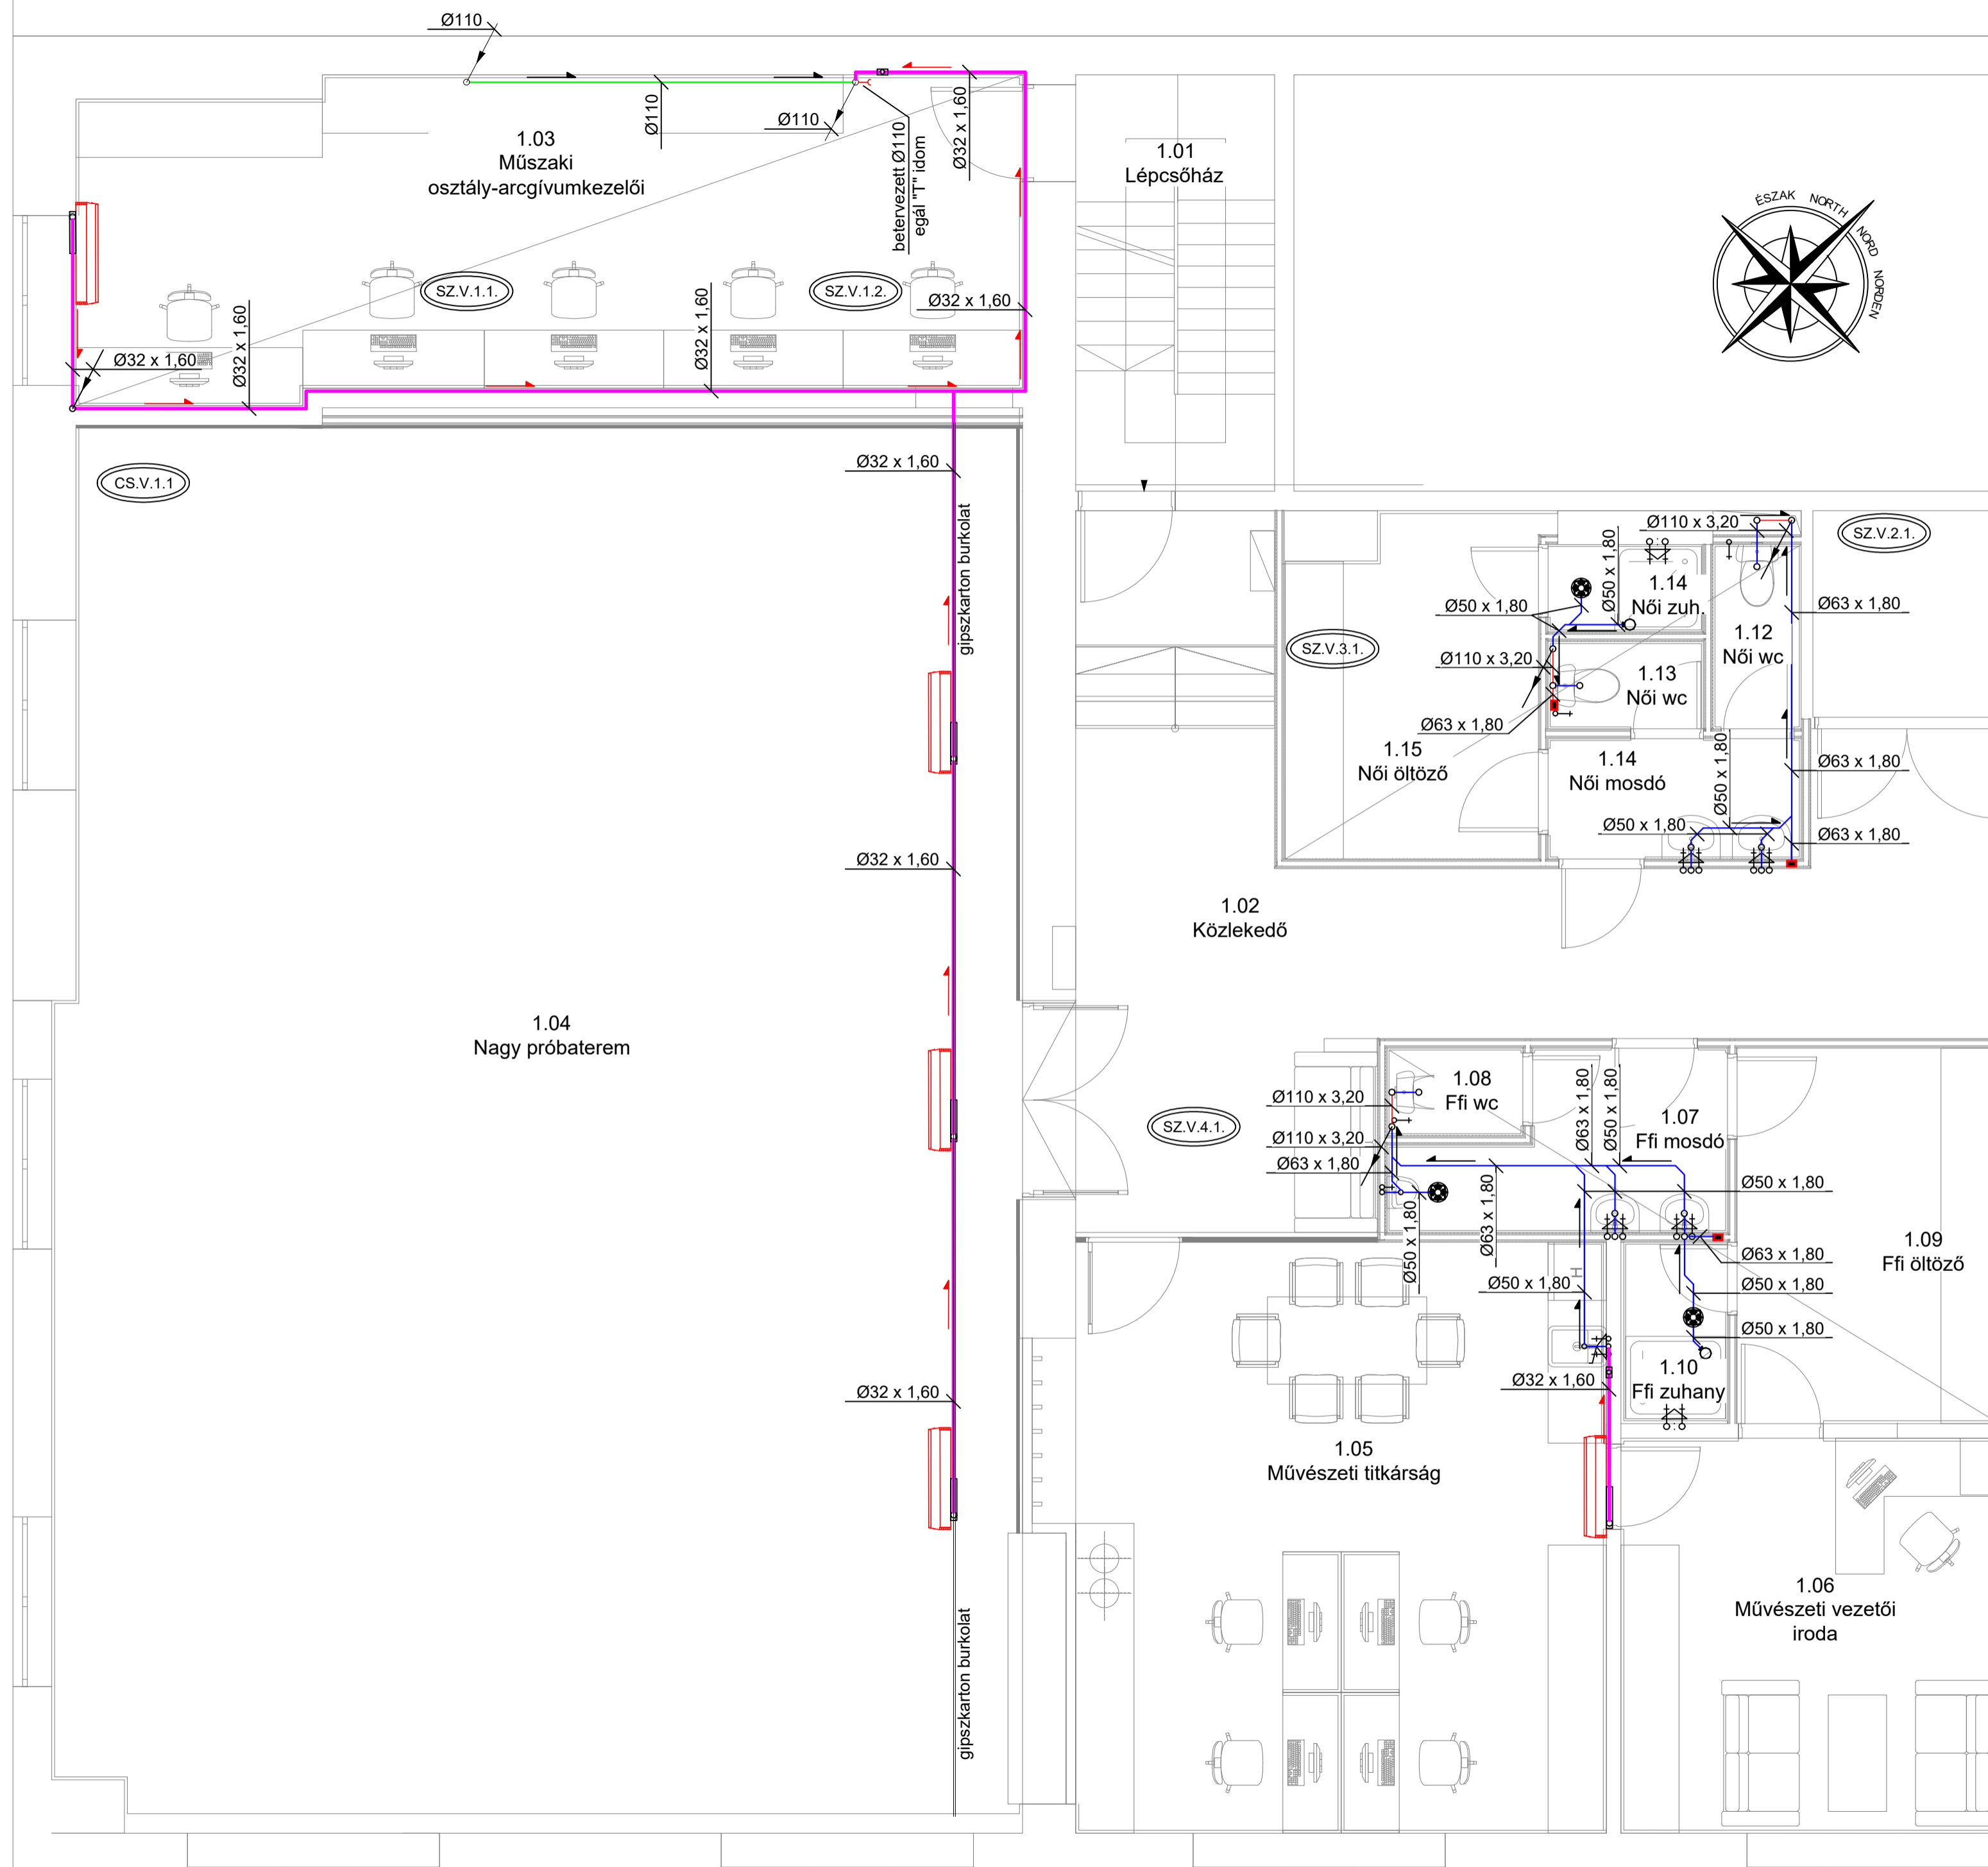 Ø110
Ø110
Ø110
betervezett Ø110
egál "T" idom
Ø32 x 1,60
1.03
Műszaki
osztály-arcgívumkezelői
1.01
Lépcsőház
ÉSZAK NORTH NORD NORDEN
SZ.V.1.1.
SZ.V.1.2.
Ø32 x 1,60
Ø32 x 1,60
Ø32 x 1,60
Ø32 x 1,60
CS.V.1.1
Ø32 x 1,60
gipszkarton burkolat
Ø110 x 3,20
SZ.V.2.1.
Ø50 x 1,80
1.14
Női zuh.
Ø50 x 1,80
Ø63 x 1,80
SZ.V.3.1.
1.12
Női wc
Ø110 x 3,20
1.13
Női wc
Ø63 x 1,80
1.15
Női öltöző
1.14
Női mosdó
Ø50 x 1,80
Ø63 x 1,80
Ø50 x 1,80
Ø63 x 1,80
Ø32 x 1,60
1.02
Közlekedő
1.04
Nagy próbaterem
1.08
Ffi wc
Ø110 x 3,20
Ø63 x 1,80
Ø50 x 1,80
1.07
Ffi mosdó
SZ.V.4.1.
Ø110 x 3,20
Ø63 x 1,80
Ø50 x 1,80
Ø50 x 1,80
Ø63 x 1,80
1.09
Ffi öltöző
Ø63 x 1,80
H
Ø50 x 1,80
Ø50 x 1,80
Ø50 x 1,80
Ø32 x 1,60
Ø32 x 1,60
1.10
Ffi zuhany
1.05
Művészeti titkárság
1.06
Művészeti vezetői
iroda
gipszkarton burkolat